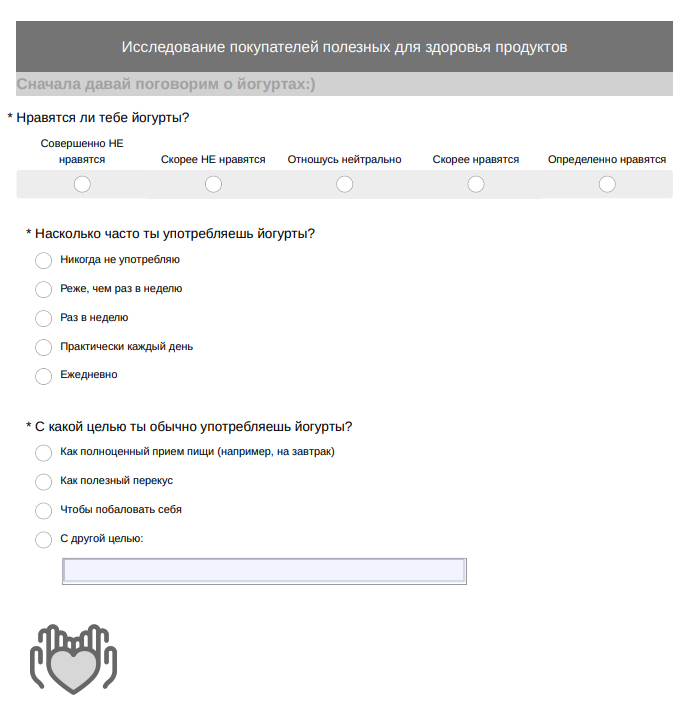 Исследование покупателей полезных для здоровья продуктов
Сначала давай поговорим о йогуртах:)
* Нравятся ли тебе йогурты?
Совершенно НЕ
нравятся
Скорее НЕ нравятся
Отношусь нейтрально
Скорее нравятся
Определенно нравятся
* Насколько часто ты употребляешь йогурты?
Никогда не употребляю
Реже, чем раз в неделю
Раз в неделю
Практически каждый день
Ежедневно
* С какой целью ты обычно употребляешь йогурты?
Как полноценный прием пищи (например, на завтрак)
Как полезный перекус
Чтобы побаловать себя
С другой целью: